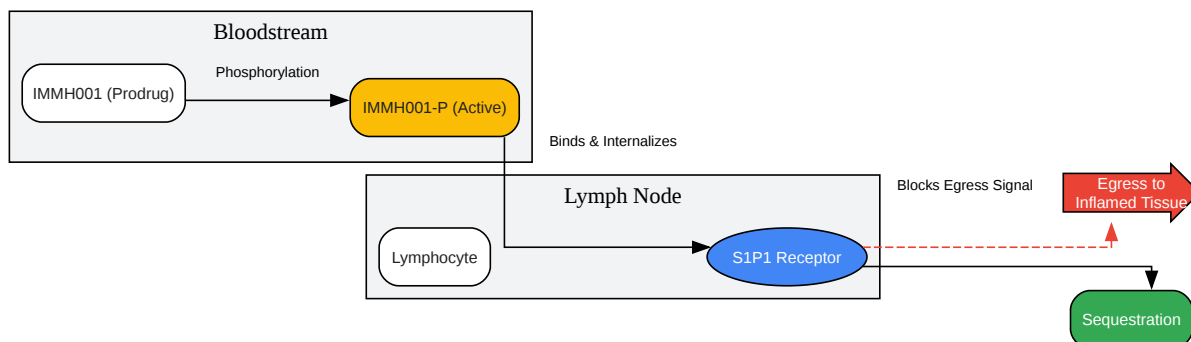 Bloodstream
Phosphorylation
IMMH001 (Prodrug)
IMMH001-P (Active)
Binds & Internalizes
Lymph Node
Blocks Egress Signal
Egress to
Inflamed Tissue
Lymphocyte
S1P1 Receptor
Sequestration